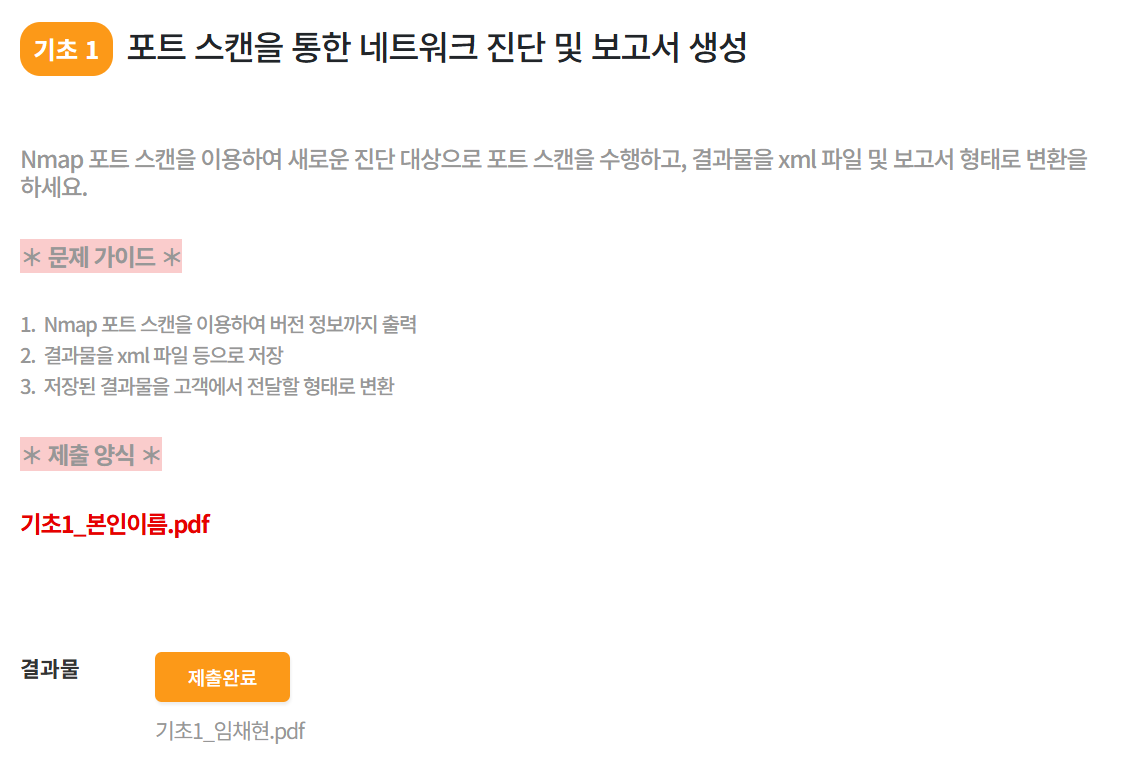 기초 1 포트 스캔을 통한 네트워크 진단 및 보고서 생성
Nmap 포트 스캔을 이용하여 새로운 진단 대상으로 포트 스캔을 수행하고, 결과물을 xml 파일 및 보고서 형태로 변환을
하세요.
＊ 문제 가이드 ＊
1. Nmap 포트 스캔을 이용하여 버전 정보까지 출력
2. 결과물을 xml 파일 등으로 저장
3. 저장된 결과물을 고객에서 전달할 형태로 변환
＊ 제출 양식 ＊
기초1_본인이름.pdf
결과물 제출완료
기초1_임채현.pdf